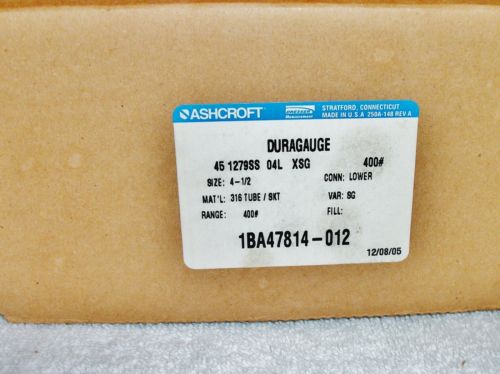 ASHCROFT
STRATFORD, CONNECTICUT
MADE IN U.S.A 250A-148 REV A
DURAGAUGE
45 1279SS 04L XSG 400#
SIZE: 4-1/2 CONN: LOWER
MAT'L: 316 TUBE / SKT VAR: SG
RANGE: 400# FILL:
1BA47814-012
12/08/05